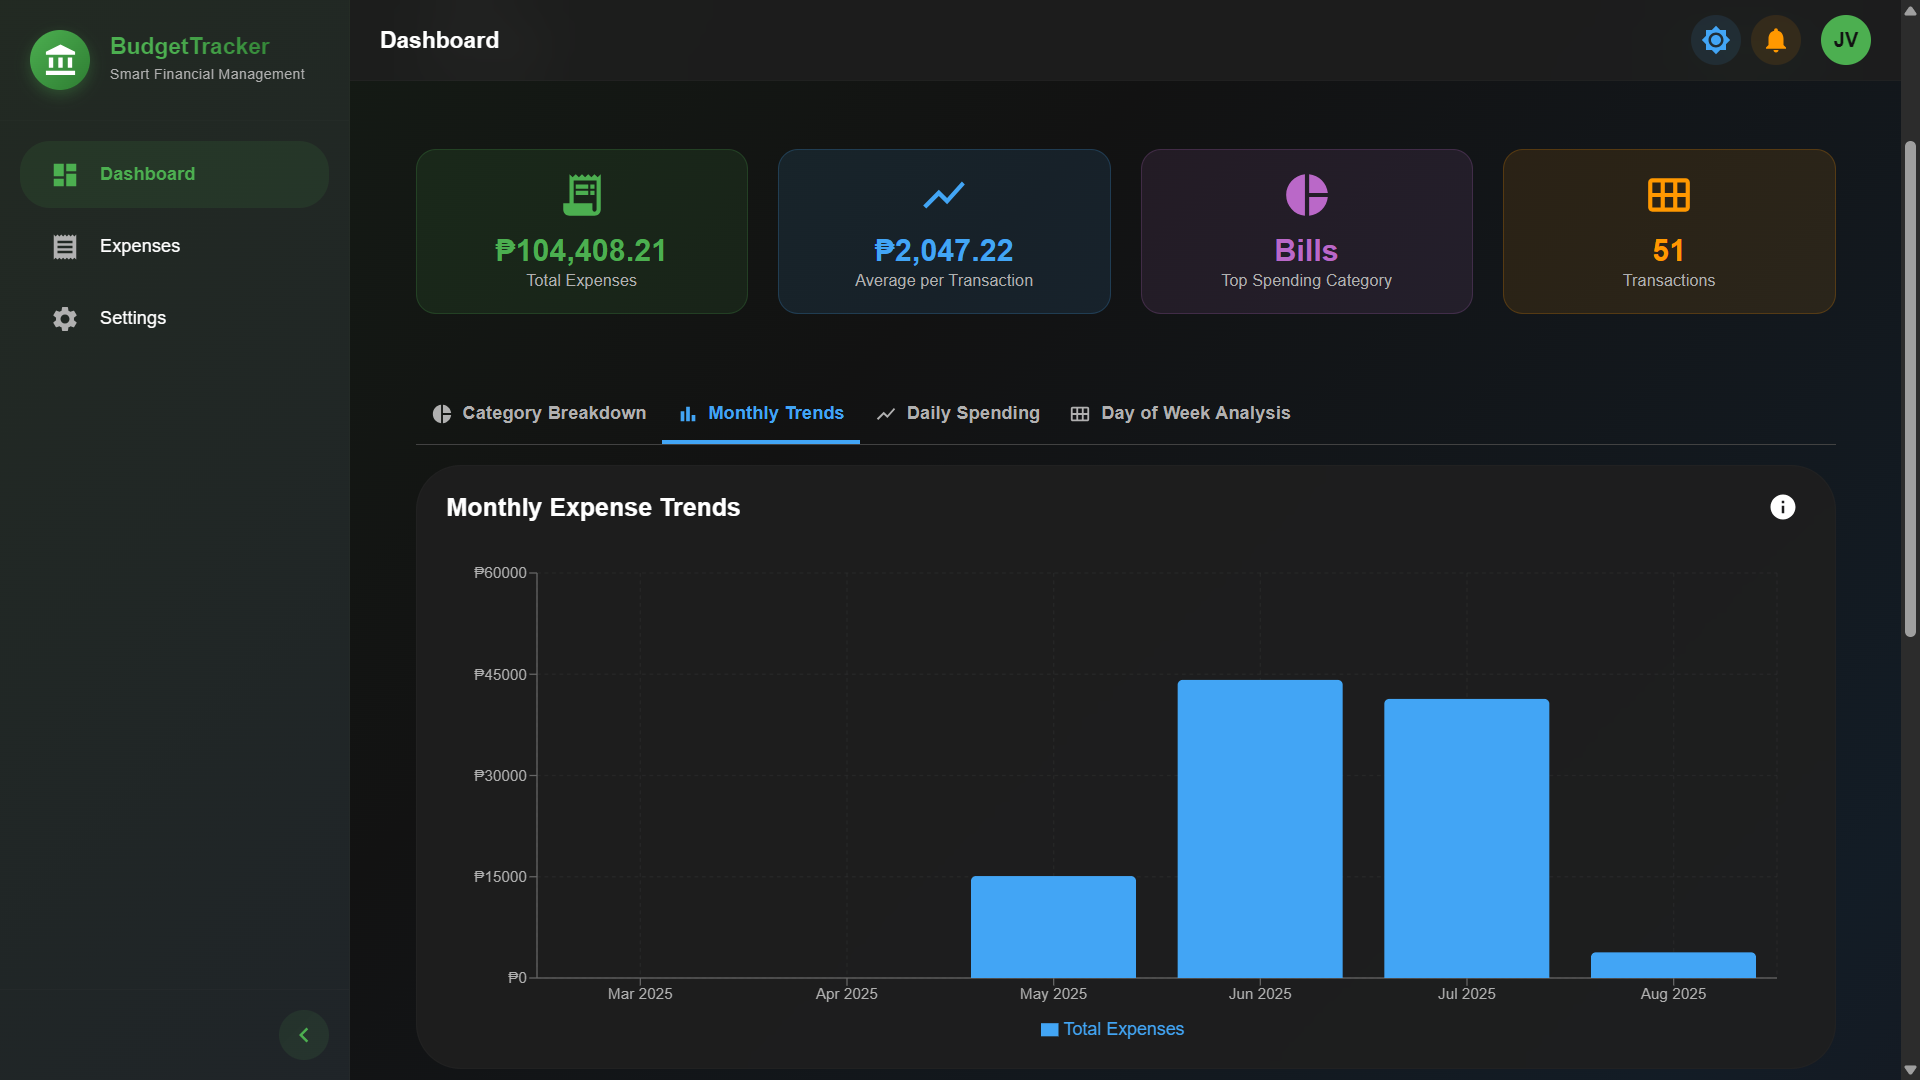 BudgetTracker
Smart Financial Management
Dashboard
Expenses
Settings
Dashboard
JV
₱104,408.21
Total Expenses
₱2,047.22
Average per Transaction
Bills
Top Spending Category
51
Transactions
Category Breakdown
Monthly Trends
Daily Spending
Day of Week Analysis
Monthly Expense Trends
₱60000
₱45000
₱30000
₱15000
₱0
Mar 2025
Apr 2025
May 2025
Jun 2025
Jul 2025
Aug 2025
Total Expenses